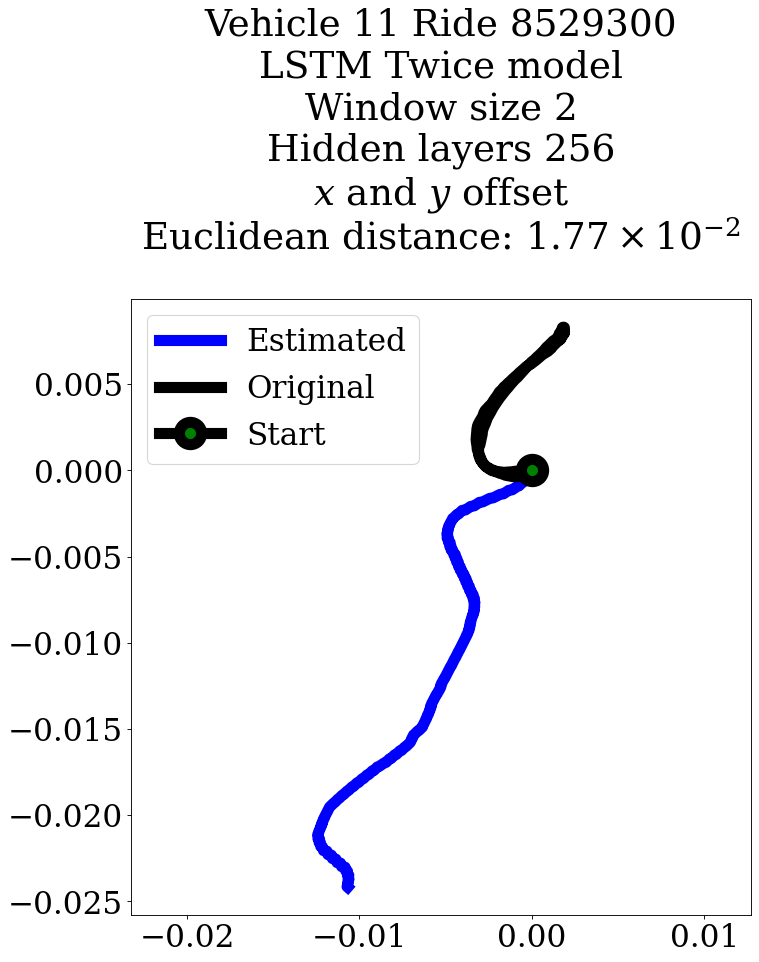 Vehicle 11 Ride 8529300
LSTM Twice model
Window size 2
Hidden layers 256
x and y offset
Euclidean distance: 1.77 × 10⁻²
Estimated
Original
Start
0.005
0.000
−0.005
−0.010
−0.015
−0.020
−0.025
−0.02 −0.01 0.00 0.01